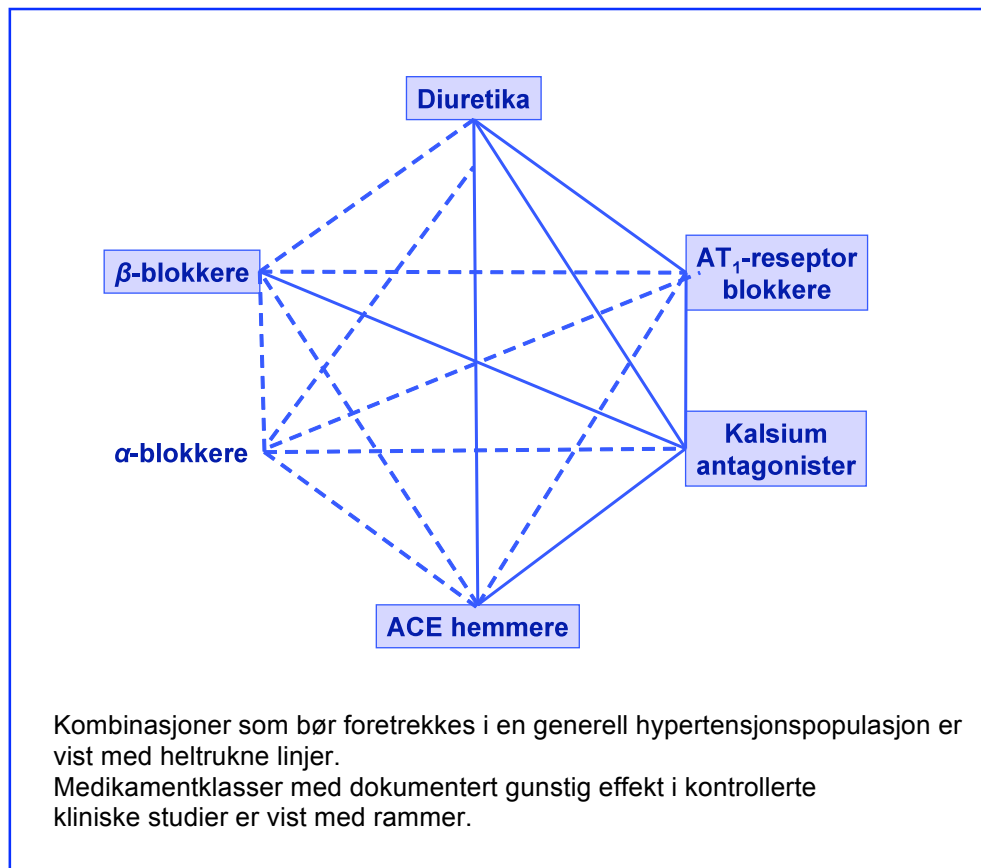 Diuretika
β-blokkere
AT₁-reseptor
blokkere
α-blokkere
Kalsium
antagonister
ACE hemmere
Kombinasjoner som bør foretrekkes i en generell hypertensjonspopulasjon er
vist med heltrukne linjer.
Medikamentklasser med dokumentert gunstig effekt i kontrollerte
kliniske studier er vist med rammer.